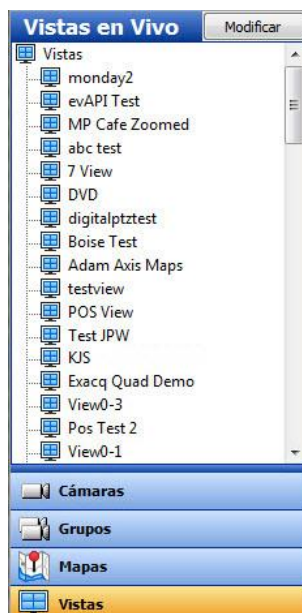 Vistas en Vivo Modificar
Vistas
monday2
evAPI Test
MP Cafe Zoomed
abc test
7 View
DVD
digitalptztest
Boise Test
Adam Axis Maps
testview
POS View
Test JPW
KJS
Exacq Quad Demo
View0-3
Pos Test 2
View0-1
Cámaras
Grupos
Mapas
Vistas